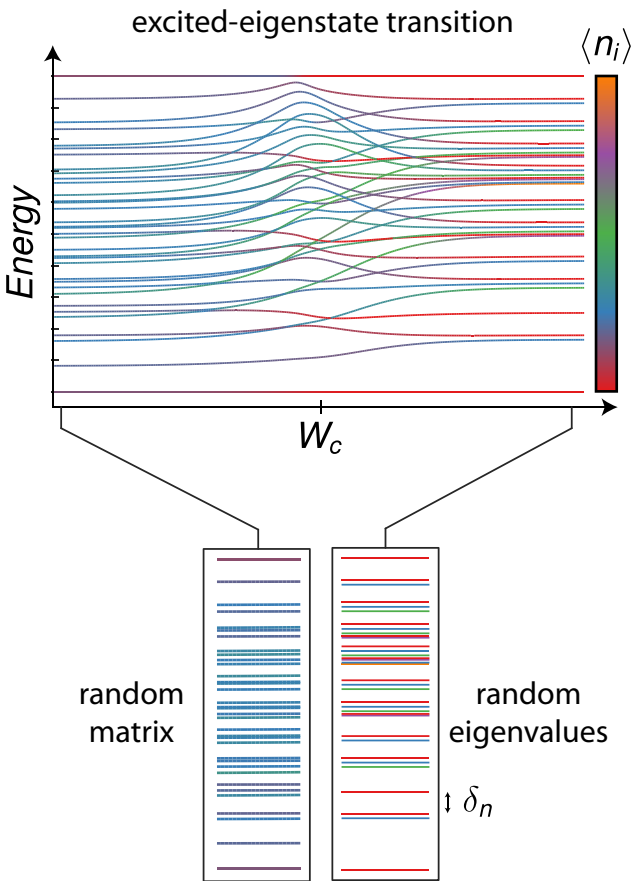 excited-eigenstate transition
⟨n_i⟩
Energy
W_c
random
matrix
random
eigenvalues
δ_n